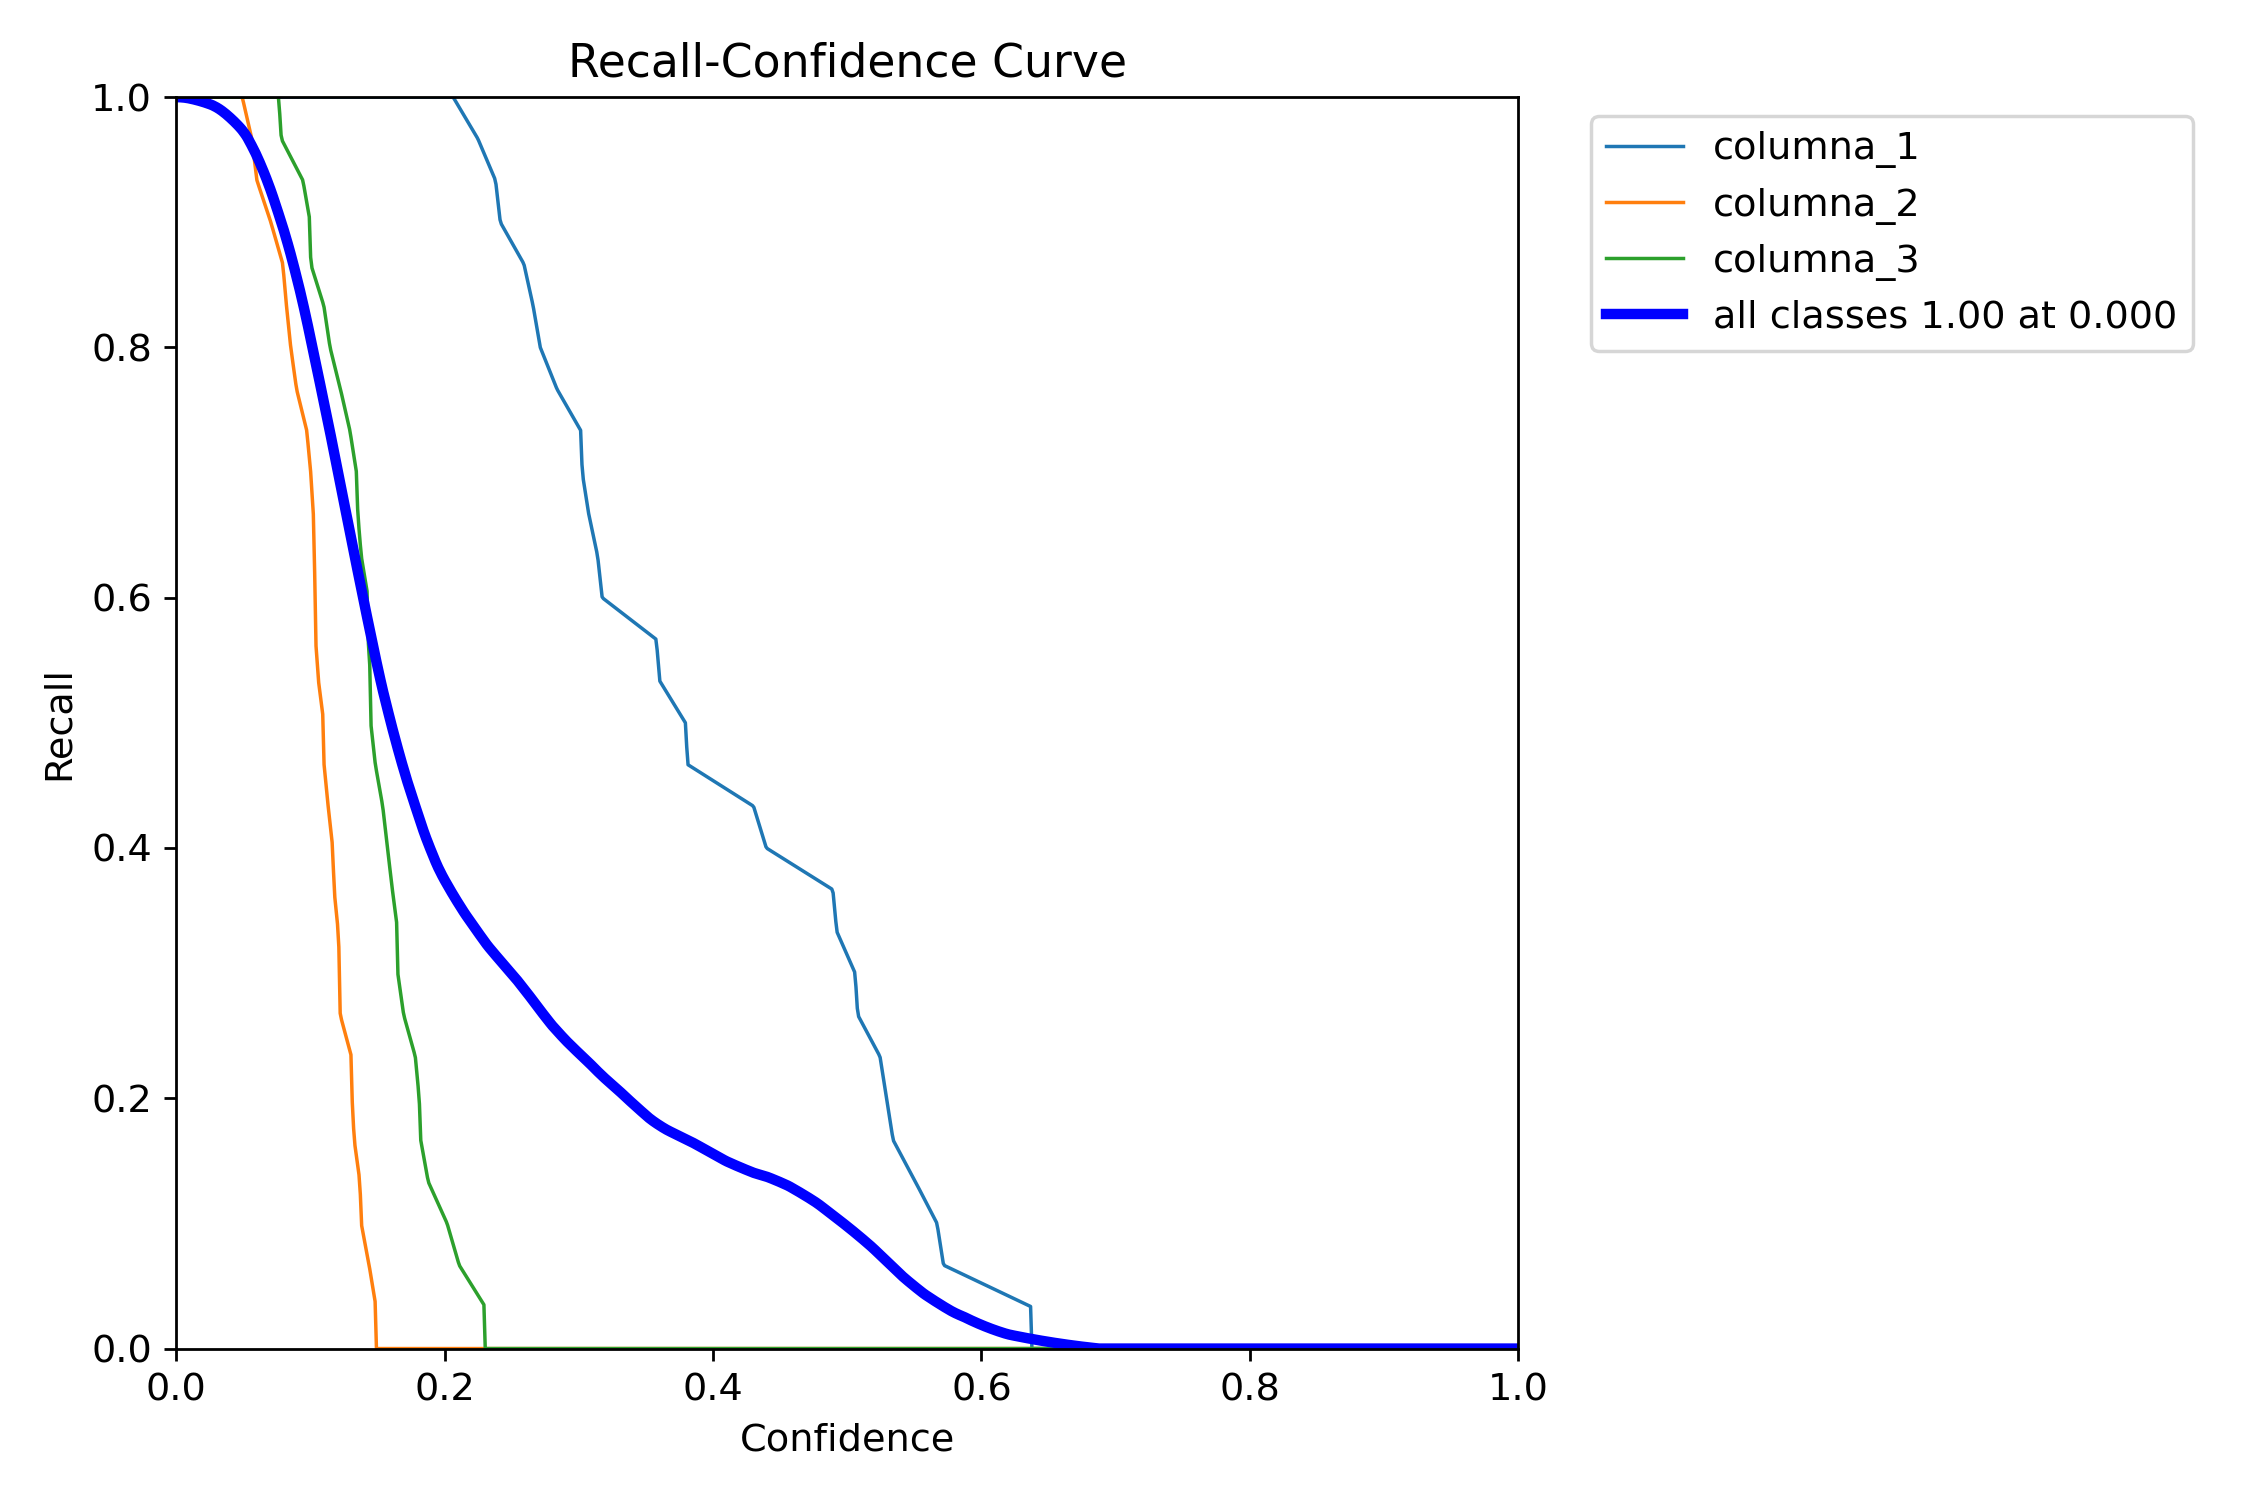 Recall-Confidence Curve
1.0
0.8
0.6
0.4
0.2
0.0
Recall
0.0 0.2 0.4 0.6 0.8 1.0
Confidence
columna_1
columna_2
columna_3
all classes 1.00 at 0.000